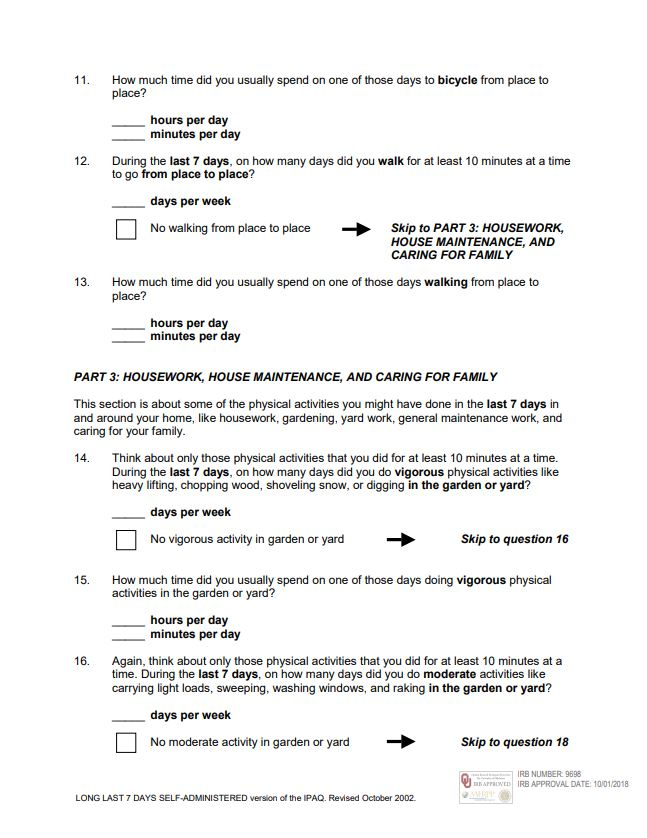 11. How much time did you usually spend on one of those days to bicycle from place to
place?
_____ hours per day
_____ minutes per day
12. During the last 7 days, on how many days did you walk for at least 10 minutes at a time
to go from place to place?
_____ days per week
No walking from place to place Skip to PART 3: HOUSEWORK,
HOUSE MAINTENANCE, AND
CARING FOR FAMILY
13. How much time did you usually spend on one of those days walking from place to
place?
_____ hours per day
_____ minutes per day
PART 3: HOUSEWORK, HOUSE MAINTENANCE, AND CARING FOR FAMILY
This section is about some of the physical activities you might have done in the last 7 days in
and around your home, like housework, gardening, yard work, general maintenance work, and
caring for your family.
14. Think about only those physical activities that you did for at least 10 minutes at a time.
During the last 7 days, on how many days did you do vigorous physical activities like
heavy lifting, chopping wood, shoveling snow, or digging in the garden or yard?
_____ days per week
No vigorous activity in garden or yard Skip to question 16
15. How much time did you usually spend on one of those days doing vigorous physical
activities in the garden or yard?
_____ hours per day
_____ minutes per day
16. Again, think about only those physical activities that you did for at least 10 minutes at a
time. During the last 7 days, on how many days did you do moderate activities like
carrying light loads, sweeping, washing windows, and raking in the garden or yard?
_____ days per week
No moderate activity in garden or yard Skip to question 18
IRB APPROVED
IRB NUMBER: 9698
IRB APPROVAL DATE: 10/01/2018
LONG LAST 7 DAYS SELF-ADMINISTERED version of the IPAQ. Revised October 2002.